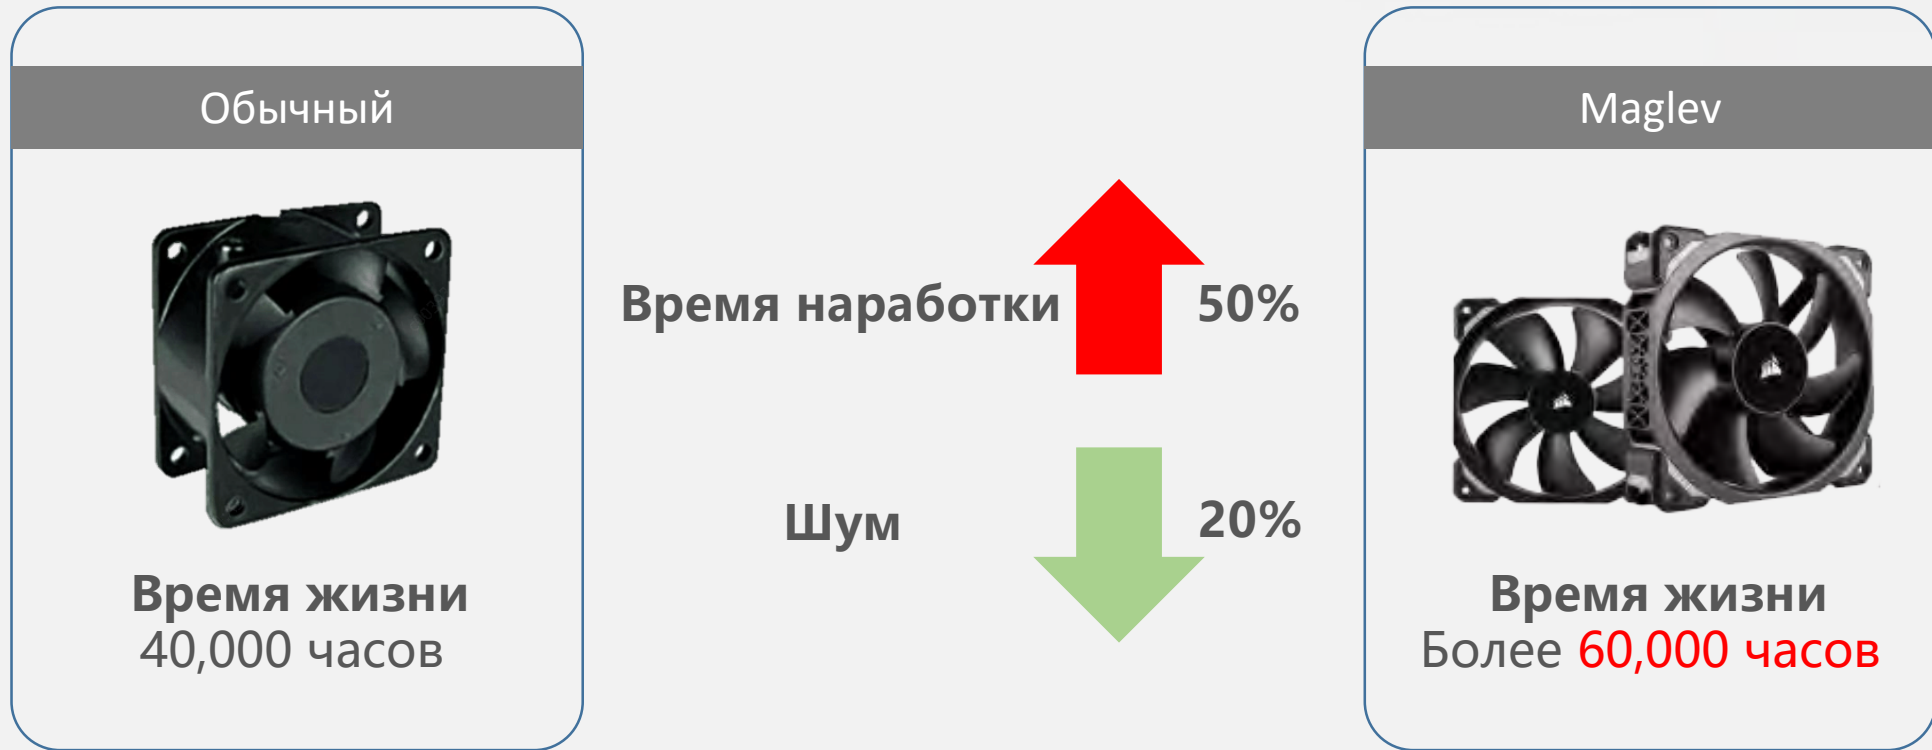 Обычный
Время жизни
40,000 часов
Время наработки 50%
Шум 20%
Maglev
Время жизни
Более 60,000 часов